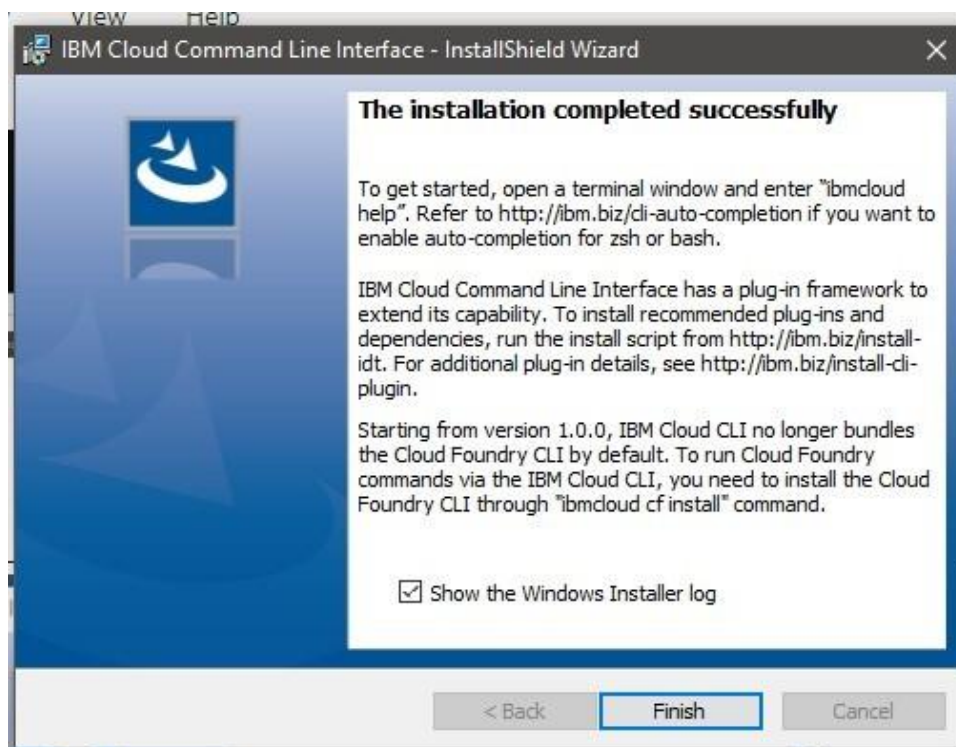 View Help
IBM Cloud Command Line Interface - InstallShield Wizard
The installation completed successfully
To get started, open a terminal window and enter "ibmcloud
help". Refer to http://ibm.biz/cli-auto-completion if you want to
enable auto-completion for zsh or bash.
IBM Cloud Command Line Interface has a plug-in framework to
extend its capability. To install recommended plug-ins and
dependencies, run the install script from http://ibm.biz/install-
idt. For additional plug-in details, see http://ibm.biz/install-cli-
plugin.
Starting from version 1.0.0, IBM Cloud CLI no longer bundles
the Cloud Foundry CLI by default. To run Cloud Foundry
commands via the IBM Cloud CLI, you need to install the Cloud
Foundry CLI through "ibmcloud cf install" command.
Show the Windows Installer log
< Back Finish Cancel